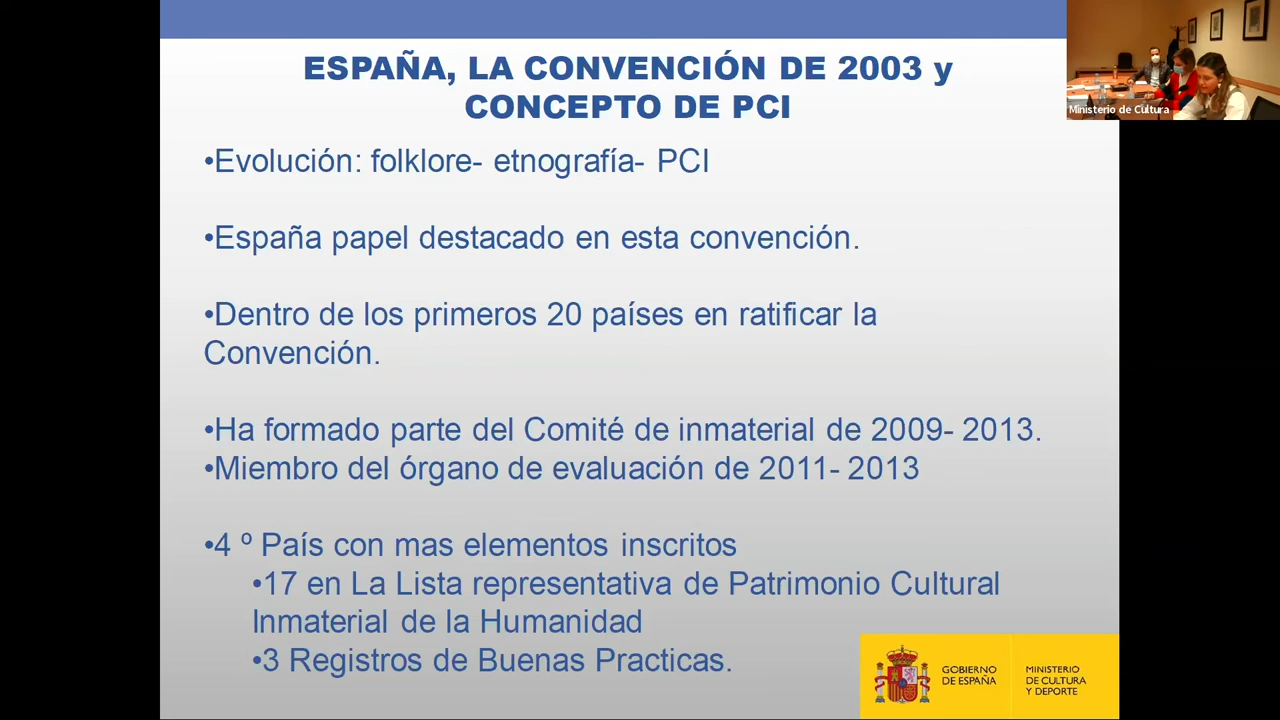 ESPAÑA, LA CONVENCIÓN DE 2003 y
CONCEPTO DE PCI
•Evolución: folklore- etnografía- PCI
•España papel destacado en esta convención.
•Dentro de los primeros 20 países en ratificar la
Convención.
•Ha formado parte del Comité de inmaterial de 2009- 2013.
•Miembro del órgano de evaluación de 2011- 2013
•4 º País con mas elementos inscritos
•17 en La Lista representativa de Patrimonio Cultural
Inmaterial de la Humanidad
•3 Registros de Buenas Practicas.
GOBIERNO
DE ESPAÑA
MINISTERIO
DE CULTURA
Y DEPORTE
Ministerio de Cultura